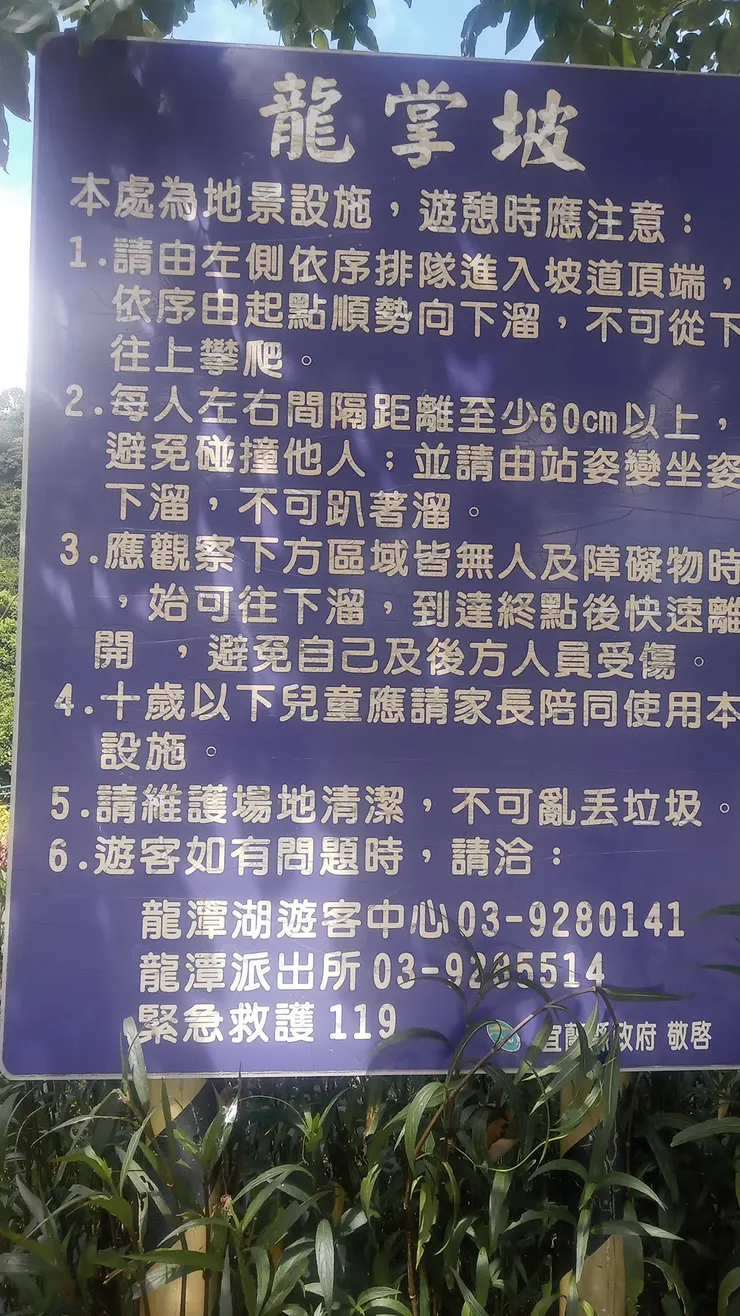 龍掌坡
本處為地景設施，遊憩時應注意：
1.請由左側依序排隊進入坡道頂端，
依序由起點順勢向下溜，不可從下
往上攀爬。
2.每人左右間隔距離至少60cm以上，
避免碰撞他人；並請由站姿變坐姿
下溜，不可趴著溜。
3.應觀察下方區域皆無人及障礙物時
，始可往下溜，到達終點後快速離
開，避免自己及後方人員受傷。
4.十歲以下兒童應請家長陪同使用本
設施。
5.請維護場地清潔，不可亂丟垃圾。
6.遊客如有問題時，請洽：
龍潭湖遊客中心03-9280141
龍潭派出所03-9285514
緊急救護119
宜蘭縣政府 敬啓